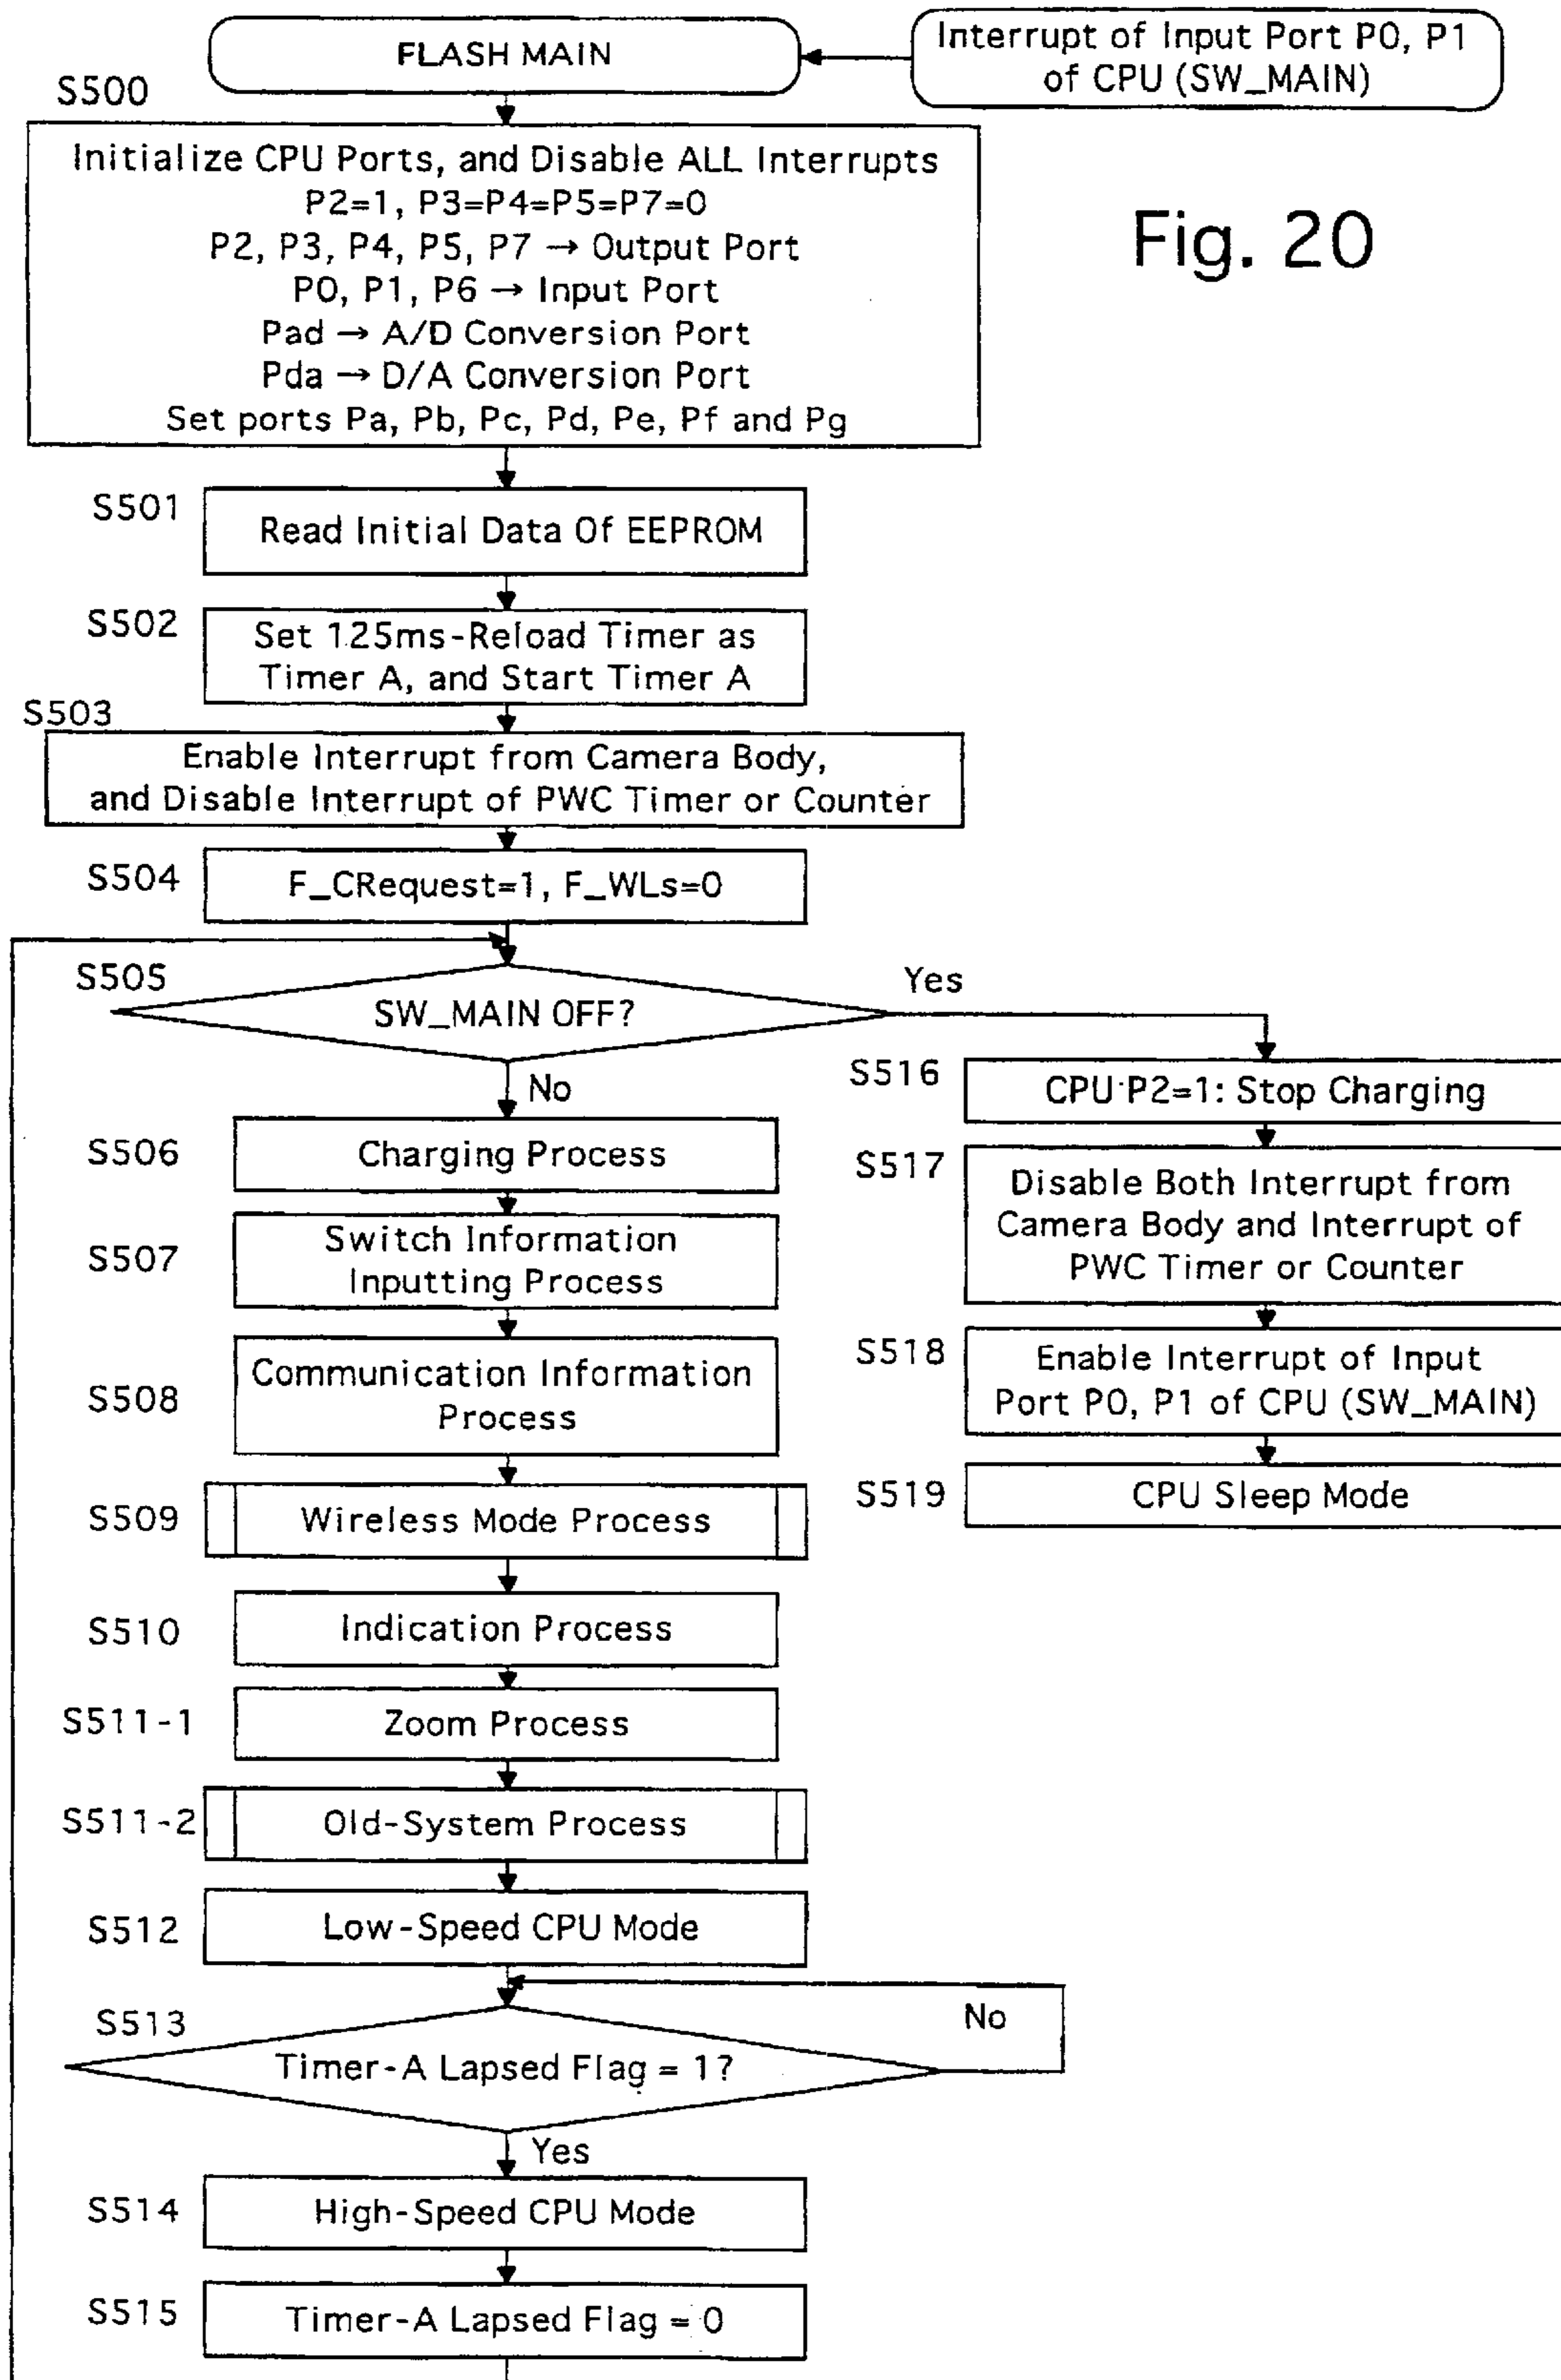 FLASH MAIN
Interrupt of Input Port P0, P1
of CPU (SW_MAIN)
Fig. 20
S500
Initialize CPU Ports, and Disable ALL Interrupts
P2=1, P3=P4=P5=P7=0
P2, P3, P4, P5, P7 → Output Port
P0, P1, P6 → Input Port
Pad → A/D Conversion Port
Pda → D/A Conversion Port
Set ports Pa, Pb, Pc, Pd, Pe, Pf and Pg
S501
Read Initial Data Of EEPROM
S502
Set 125ms-Reload Timer as
Timer A, and Start Timer A
S503
Enable Interrupt from Camera Body,
and Disable Interrupt of PWC Timer or Counter
S504
F_CRequest=1, F_WLs=0
S505
SW_MAIN OFF?
Yes
No
S506
Charging Process
S507
Switch Information
Inputting Process
S508
Communication Information
Process
S509
Wireless Mode Process
S510
Indication Process
S511-1
Zoom Process
S511-2
Old-System Process
S512
Low-Speed CPU Mode
S513
Timer-A Lapsed Flag = 1?
No
Yes
S514
High-Speed CPU Mode
S515
Timer-A Lapsed Flag = 0
S516
CPU P2=1: Stop Charging
S517
Disable Both Interrupt from
Camera Body and Interrupt of
PWC Timer or Counter
S518
Enable Interrupt of Input
Port P0, P1 of CPU (SW_MAIN)
S519
CPU Sleep Mode